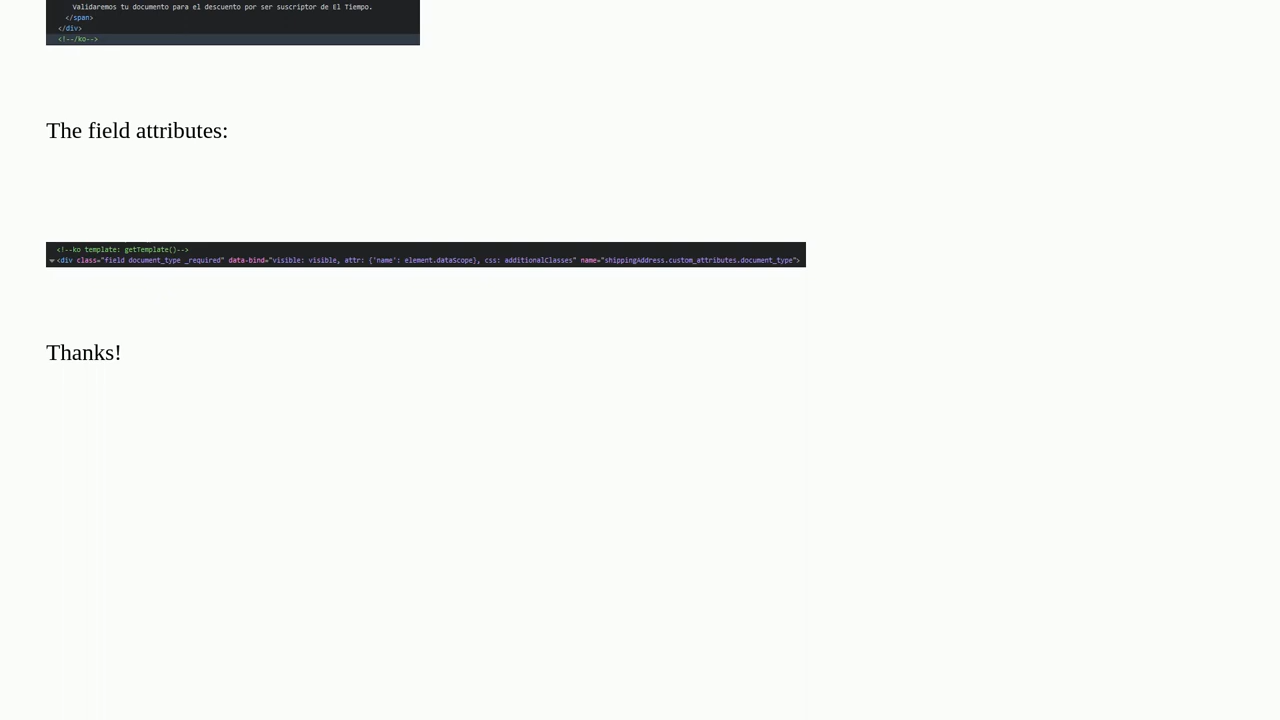 Validaremos tu documento para el descuento por ser suscriptor de El Tiempo.
</span>
</div>
<!--/ko-->
The field attributes:
<!--ko template: getTemplate()-->
<div class="field document_type _required" data-bind="visible: visible, attr: {'name': element.dataScope}, css: additionalClasses" name="shippingAddress.custom_attributes.document_type">
Thanks!